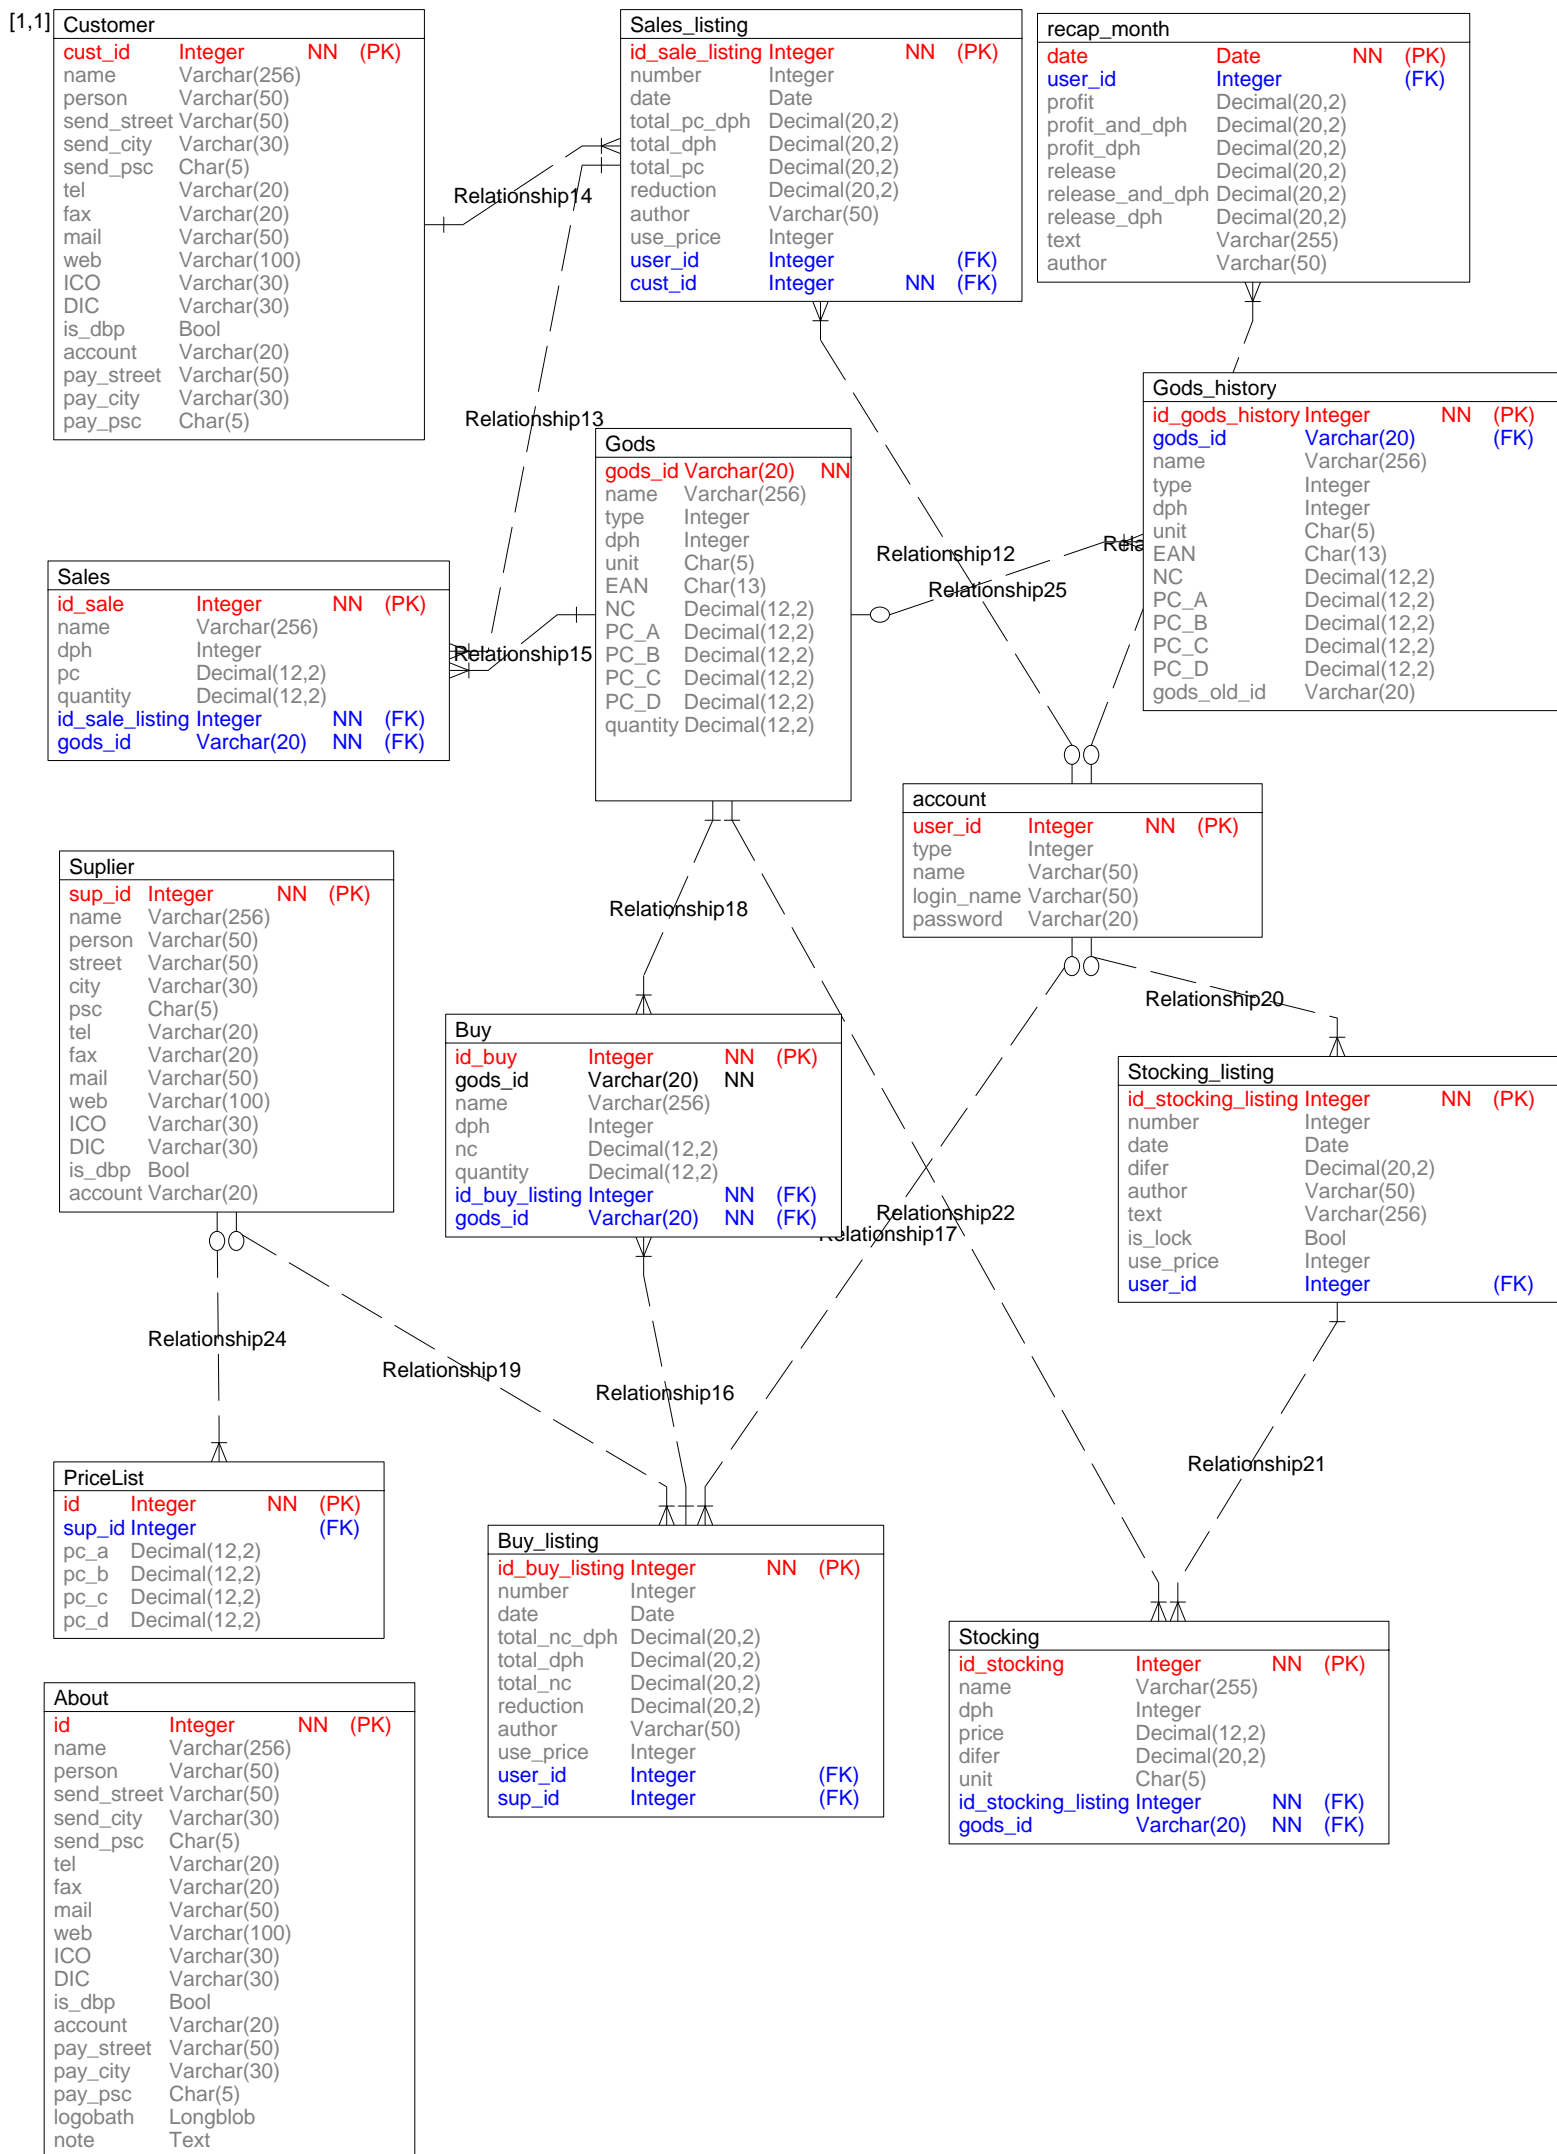 [1,1]
Customer
cust_id Integer NN (PK)
name Varchar(256)
person Varchar(50)
send_street Varchar(50)
send_city Varchar(30)
send_psc Char(5)
tel Varchar(20)
fax Varchar(20)
mail Varchar(50)
web Varchar(100)
ICO Varchar(30)
DIC Varchar(30)
is_dbp Bool
account Varchar(20)
pay_street Varchar(50)
pay_city Varchar(30)
pay_psc Char(5)
Sales_listing
id_sale_listing Integer NN (PK)
number Integer
date Date
total_pc_dph Decimal(20,2)
total_dph Decimal(20,2)
total_pc Decimal(20,2)
reduction Decimal(20,2)
author Varchar(50)
use_price Integer
user_id Integer (FK)
cust_id Integer NN (FK)
recap_month
date Date NN (PK)
user_id Integer (FK)
profit Decimal(20,2)
profit_and_dph Decimal(20,2)
profit_dph Decimal(20,2)
release Decimal(20,2)
release_and_dph Decimal(20,2)
release_dph Decimal(20,2)
text Varchar(255)
author Varchar(50)
Relationship14
Relationship13
Gods
gods_id Varchar(20) NN
name Varchar(256)
type Integer
dph Integer
unit Char(5)
EAN Char(13)
NC Decimal(12,2)
PC_A Decimal(12,2)
PC_B Decimal(12,2)
PC_C Decimal(12,2)
PC_D Decimal(12,2)
quantity Decimal(12,2)
Gods_history
id_gods_history Integer NN (PK)
gods_id Varchar(20) (FK)
name Varchar(256)
type Integer
dph Integer
unit Char(5)
EAN Char(13)
NC Decimal(12,2)
PC_A Decimal(12,2)
PC_B Decimal(12,2)
PC_C Decimal(12,2)
PC_D Decimal(12,2)
gods_old_id Varchar(20)
Relationship12
Relationship25
Sales
id_sale Integer NN (PK)
name Varchar(256)
dph Integer
pc Decimal(12,2)
quantity Decimal(12,2)
id_sale_listing Integer NN (FK)
gods_id Varchar(20) NN (FK)
Relationship15
account
user_id Integer NN (PK)
type Integer
name Varchar(50)
login_name Varchar(50)
password Varchar(20)
Suplier
sup_id Integer NN (PK)
name Varchar(256)
person Varchar(50)
street Varchar(50)
city Varchar(30)
psc Char(5)
tel Varchar(20)
fax Varchar(20)
mail Varchar(50)
web Varchar(100)
ICO Varchar(30)
DIC Varchar(30)
is_dbp Bool
account Varchar(20)
Relationship18
Relationship20
Buy
id_buy Integer NN (PK)
gods_id Varchar(20) NN
name Varchar(256)
dph Integer
nc Decimal(12,2)
quantity Decimal(12,2)
id_buy_listing Integer NN (FK)
gods_id Varchar(20) NN (FK)
Stocking_listing
id_stocking_listing Integer NN (PK)
number Integer
date Date
difer Decimal(20,2)
author Varchar(50)
text Varchar(256)
is_lock Bool
use_price Integer
user_id Integer (FK)
Relationship22
Relationship17
Relationship24
Relationship19
Relationship16
Relationship21
PriceList
id Integer NN (PK)
sup_id Integer (FK)
pc_a Decimal(12,2)
pc_b Decimal(12,2)
pc_c Decimal(12,2)
pc_d Decimal(12,2)
Buy_listing
id_buy_listing Integer NN (PK)
number Integer
date Date
total_nc_dph Decimal(20,2)
total_dph Decimal(20,2)
total_nc Decimal(20,2)
reduction Decimal(20,2)
author Varchar(50)
use_price Integer
user_id Integer (FK)
sup_id Integer (FK)
Stocking
id_stocking Integer NN (PK)
name Varchar(255)
dph Integer
price Decimal(12,2)
difer Decimal(20,2)
unit Char(5)
id_stocking_listing Integer NN (FK)
gods_id Varchar(20) NN (FK)
About
id Integer NN (PK)
name Varchar(256)
person Varchar(50)
send_street Varchar(50)
send_city Varchar(30)
send_psc Char(5)
tel Varchar(20)
fax Varchar(20)
mail Varchar(50)
web Varchar(100)
ICO Varchar(30)
DIC Varchar(30)
is_dbp Bool
account Varchar(20)
pay_street Varchar(50)
pay_city Varchar(30)
pay_psc Char(5)
logobath Longblob
note Text